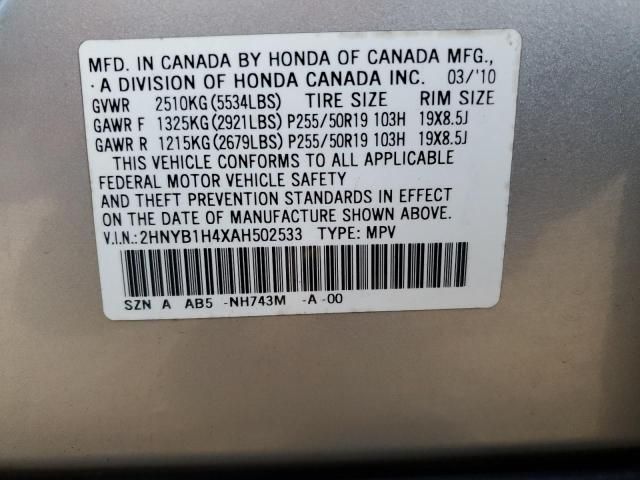 MFD. IN CANADA BY HONDA OF CANADA MFG.,
·A DIVISION OF HONDA CANADA INC. 03/'10
GVWR 2510KG(5534LBS) TIRE SIZE RIM SIZE
GAWR F 1325KG(2921LBS) P255/50R19 103H 19X8.5J
GAWR R 1215KG(2679LBS) P255/50R19 103H 19X8.5J
THIS VEHICLE CONFORMS TO ALL APPLICABLE
FEDERAL MOTOR VEHICLE SAFETY
AND THEFT PREVENTION STANDARDS IN EFFECT
ON THE DATE OF MANUFACTURE SHOWN ABOVE.
V.I.N.:2HNYB1H4XAH502533 TYPE: MPV
SZN A AB5 -NH743M -A -00